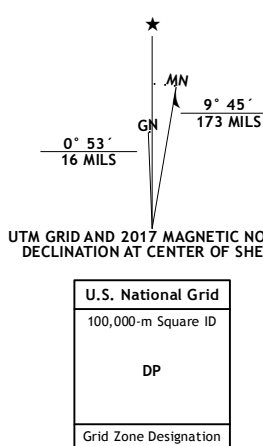 MN
GN
9° 45´
173 MILS
0° 53´
16 MILS
UTM GRID AND 2017 MAGNETIC NO
DECLINATION AT CENTER OF SHE
U.S. National Grid
100,000-m Square ID
DP
Grid Zone Designation